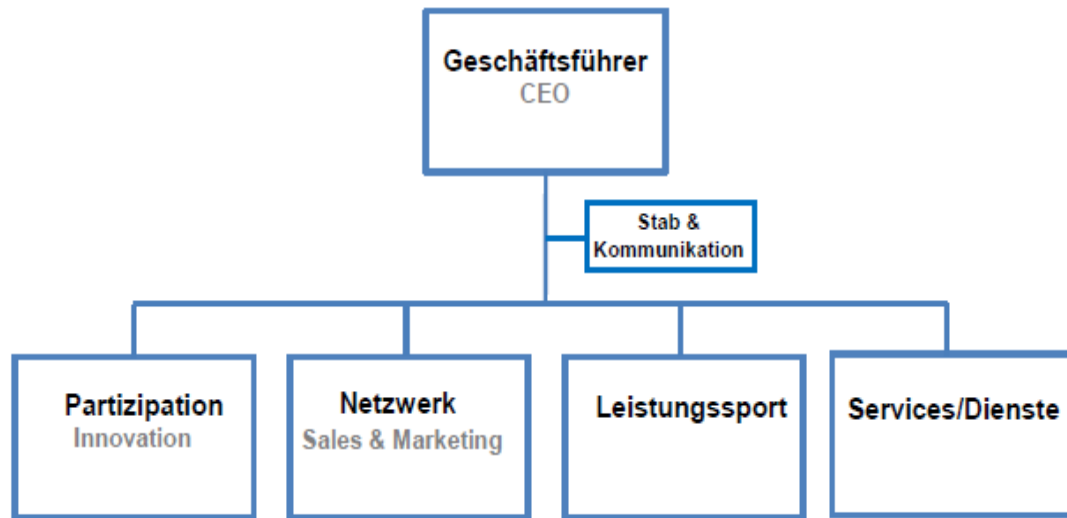 Geschäftsführer
CEO
Stab &
Kommunikation
Partizipation
Innovation
Netzwerk
Sales & Marketing
Leistungssport
Services/Dienste